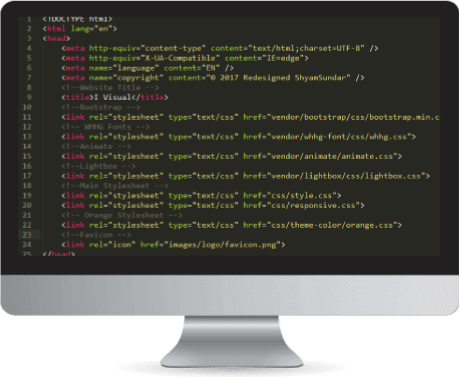 1 <!DOCTYPE html>
2 <html lang="en">
3 <head>
4 <meta http-equiv="content-type" content="text/html;charset=UTF-8" />
5 <meta http-equiv="X-UA-Compatible" content="IE=edge">
6 <meta name="language" content="EN" />
7 <meta name="copyright" content="© 2017 Redesigned ShyamSundar" />
8 <!--Website Title -->
9 <title>I Visual</title>
10 <!--Bootstrap -->
11 <link rel="stylesheet" type="text/css" href="vendor/bootstrap/css/bootstrap.min.c
12 <!-- WHHG Fonts -->
13 <link rel="stylesheet" type="text/css" href="vendor/whhg-font/css/whhg.css">
14 <!--Animate -->
15 <link rel="stylesheet" type="text/css" href="vendor/animate/animate.css">
16 <!--Lightbox -->
17 <link rel="stylesheet" type="text/css" href="vendor/lightbox/css/lightbox.css">
18 <!--Main Stylesheet -->
19 <link rel="stylesheet" type="text/css" href="css/style.css">
20 <link rel="stylesheet" type="text/css" href="css/responsive.css">
21 <!-- Orange Stylesheet -->
22 <link rel="stylesheet" type="text/css" href="css/theme-color/orange.css">
23 <!--Favicon -->
24 <link rel="icon" href="images/logo/favicon.png">
25 </head>